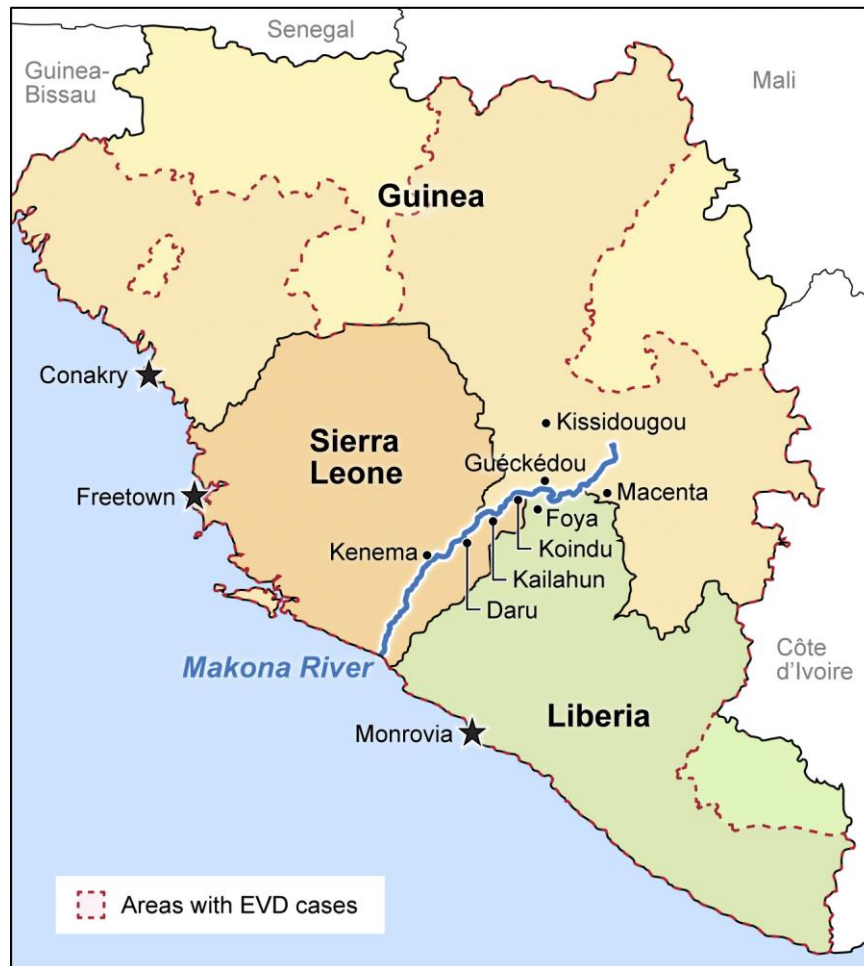 Senegal
Guinea-
Bissau
Mali
Guinea
Conakry
Kissidougou
Sierra
Leone
Guéckédou
Freetown
Macenta
Foya
Kenema
Koindu
Kailahun
Daru
Makona River
Côte
d’Ivoire
Liberia
Monrovia
Areas with EVD cases